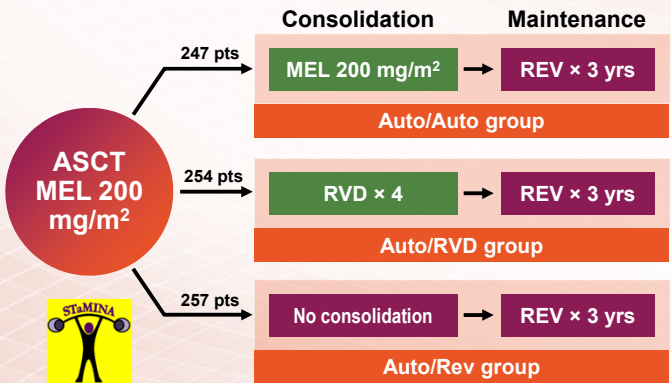 Consolidation
Maintenance
247 pts
MEL 200 mg/m²
REV × 3 yrs
Auto/Auto group
ASCT
MEL 200
mg/m²
254 pts
RVD × 4
REV × 3 yrs
Auto/RVD group
257 pts
No consolidation
REV × 3 yrs
Auto/Rev group
STaMINA